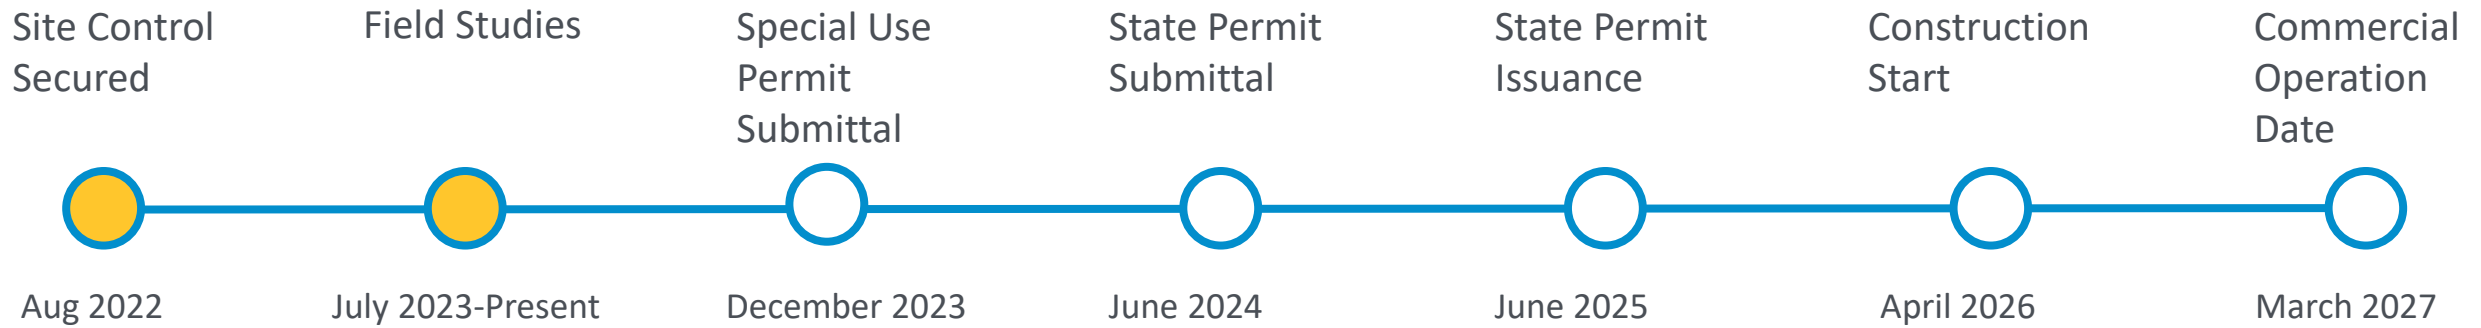 Site Control
Secured
Field Studies
Special Use
Permit
Submittal
State Permit
Submittal
State Permit
Issuance
Construction
Start
Commercial
Operation
Date
Aug 2022
July 2023-Present
December 2023
June 2024
June 2025
April 2026
March 2027